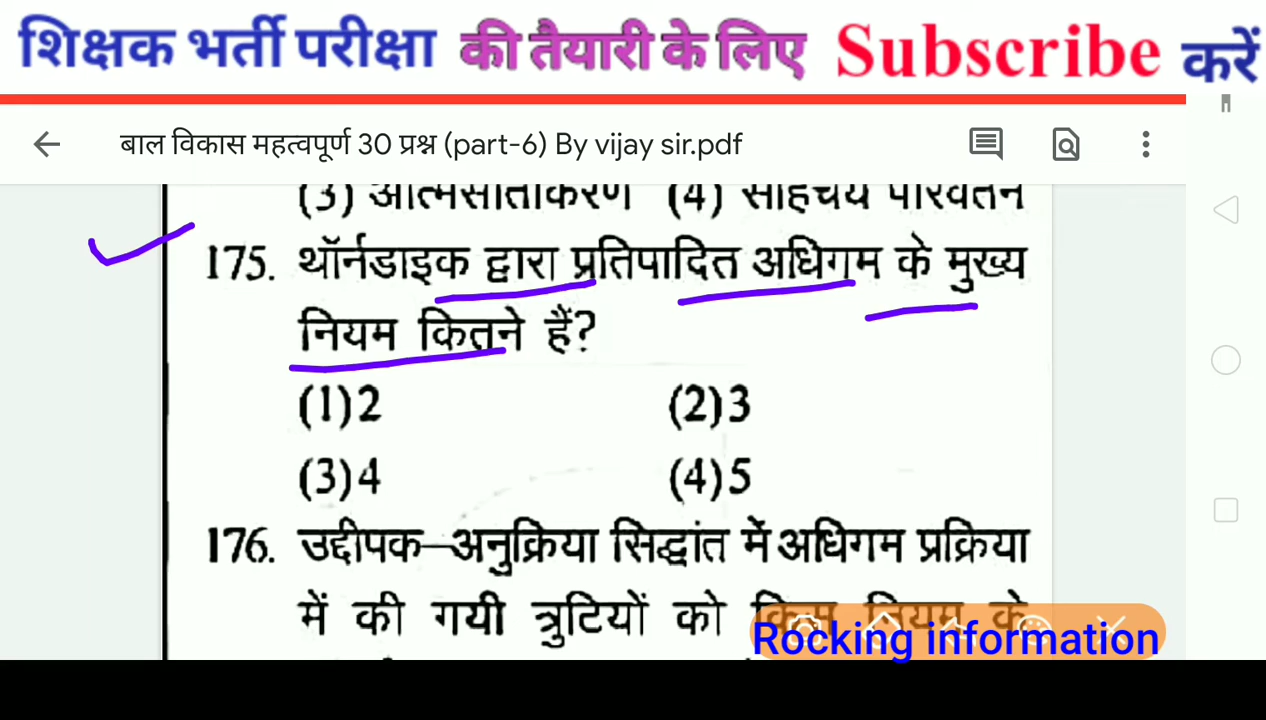 शिक्षक भर्ती परीक्षा की तैयारी के लिए Subscribe करें
बाल विकास महत्वपूर्ण 30 प्रश्न (part-6) By vijay sir.pdf
(3) आत्मसातीकरण (4) साहचर्य परिवर्तन
175. थॉर्नडाइक द्वारा प्रतिपादित अधिगम के मुख्य
नियम कितने हैं?
(1)2 (2)3
(3)4 (4)5
176. उद्दीपक—अनुक्रिया सिद्धांत में अधिगम प्रक्रिया
में की गयी त्रुटियों को किस नियम के
Rocking information